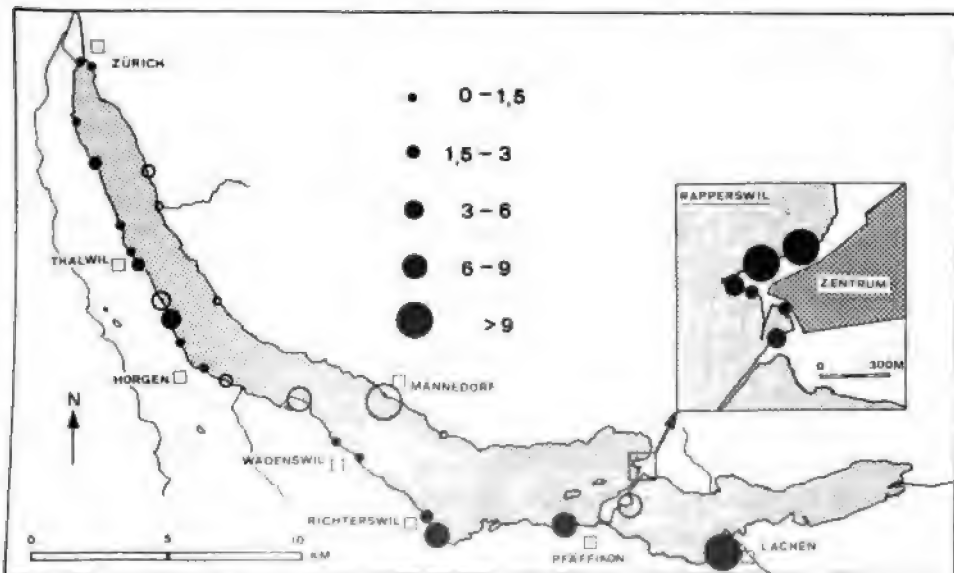 ZÜRICH
0-1,5
1,5-3
3-6
6-9
>9
RAPPERSWIL
ZENTRUM
0 300M
THALWIL
HORGEN
MÄNNEDORF
N
WÄDENSWIL
RICHTERSWIL
PFÄFFIKON
LACHEN
0 5 10
KM